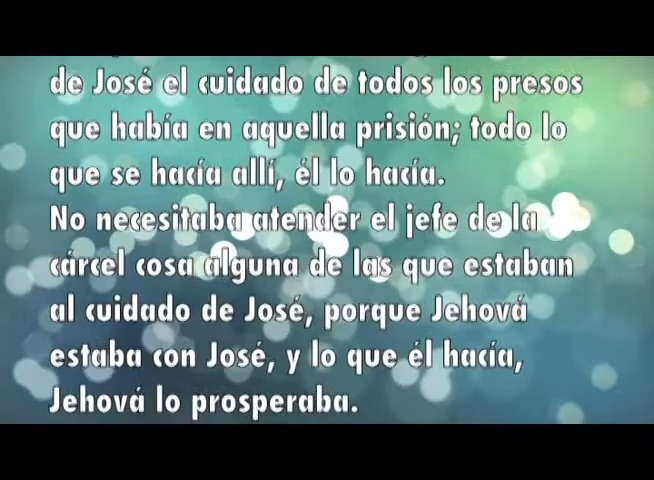 de José el cuidado de todos los presos
que había en aquella prisión; todo lo
que se hacía allí, él lo hacía.
No necesitaba atender el jefe de la
cárcel cosa alguna de las que estaban
al cuidado de José, porque Jehová
estaba con José, y lo que él hacía,
Jehová lo prosperaba.